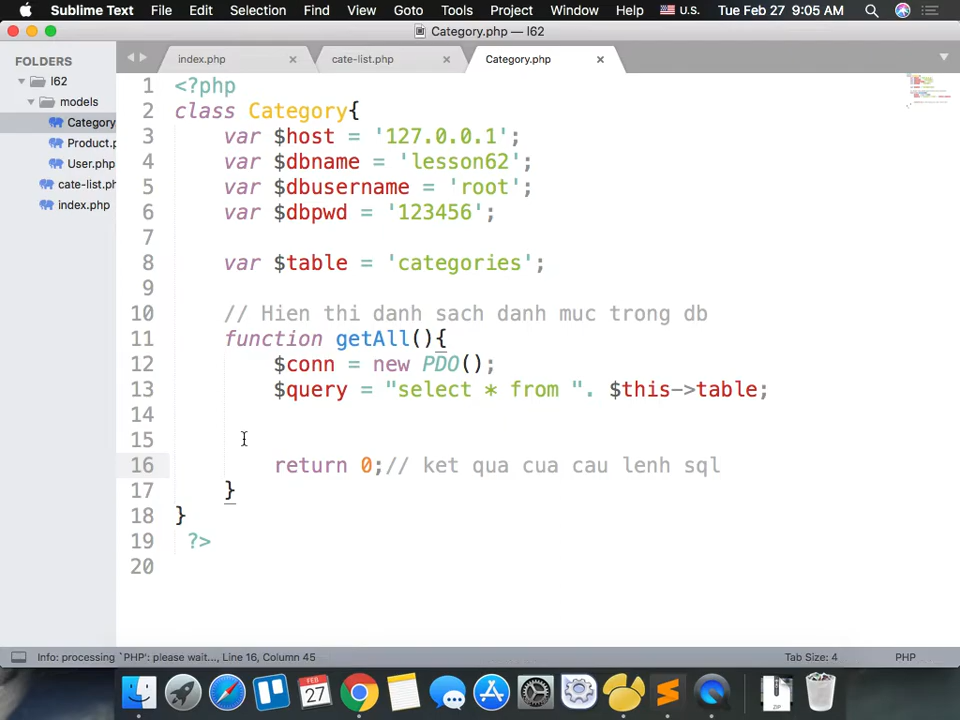 Sublime Text File Edit Selection Find View Goto Tools Project Window Help U.S. Tue Feb 27 9:05 AM
Category.php — l62
FOLDERS
l62
models
Category
Product.p
User.php
cate-list.ph
index.php
index.php × cate-list.php × Category.php ×
1 <?php
2 class Category{
3 var $host = '127.0.0.1';
4 var $dbname = 'lesson62';
5 var $dbusername = 'root';
6 var $dbpwd = '123456';
7
8 var $table = 'categories';
9
10 // Hien thi danh sach danh muc trong db
11 function getAll(){
12 $conn = new PDO();
13 $query = "select * from ". $this->table;
14
15
16 return 0;// ket qua cua cau lenh sql
17 }
18 }
19 ?>
20
Info: processing `PHP': please wait..., Line 16, Column 45 Tab Size: 4 PHP
FEB
27
ZIP